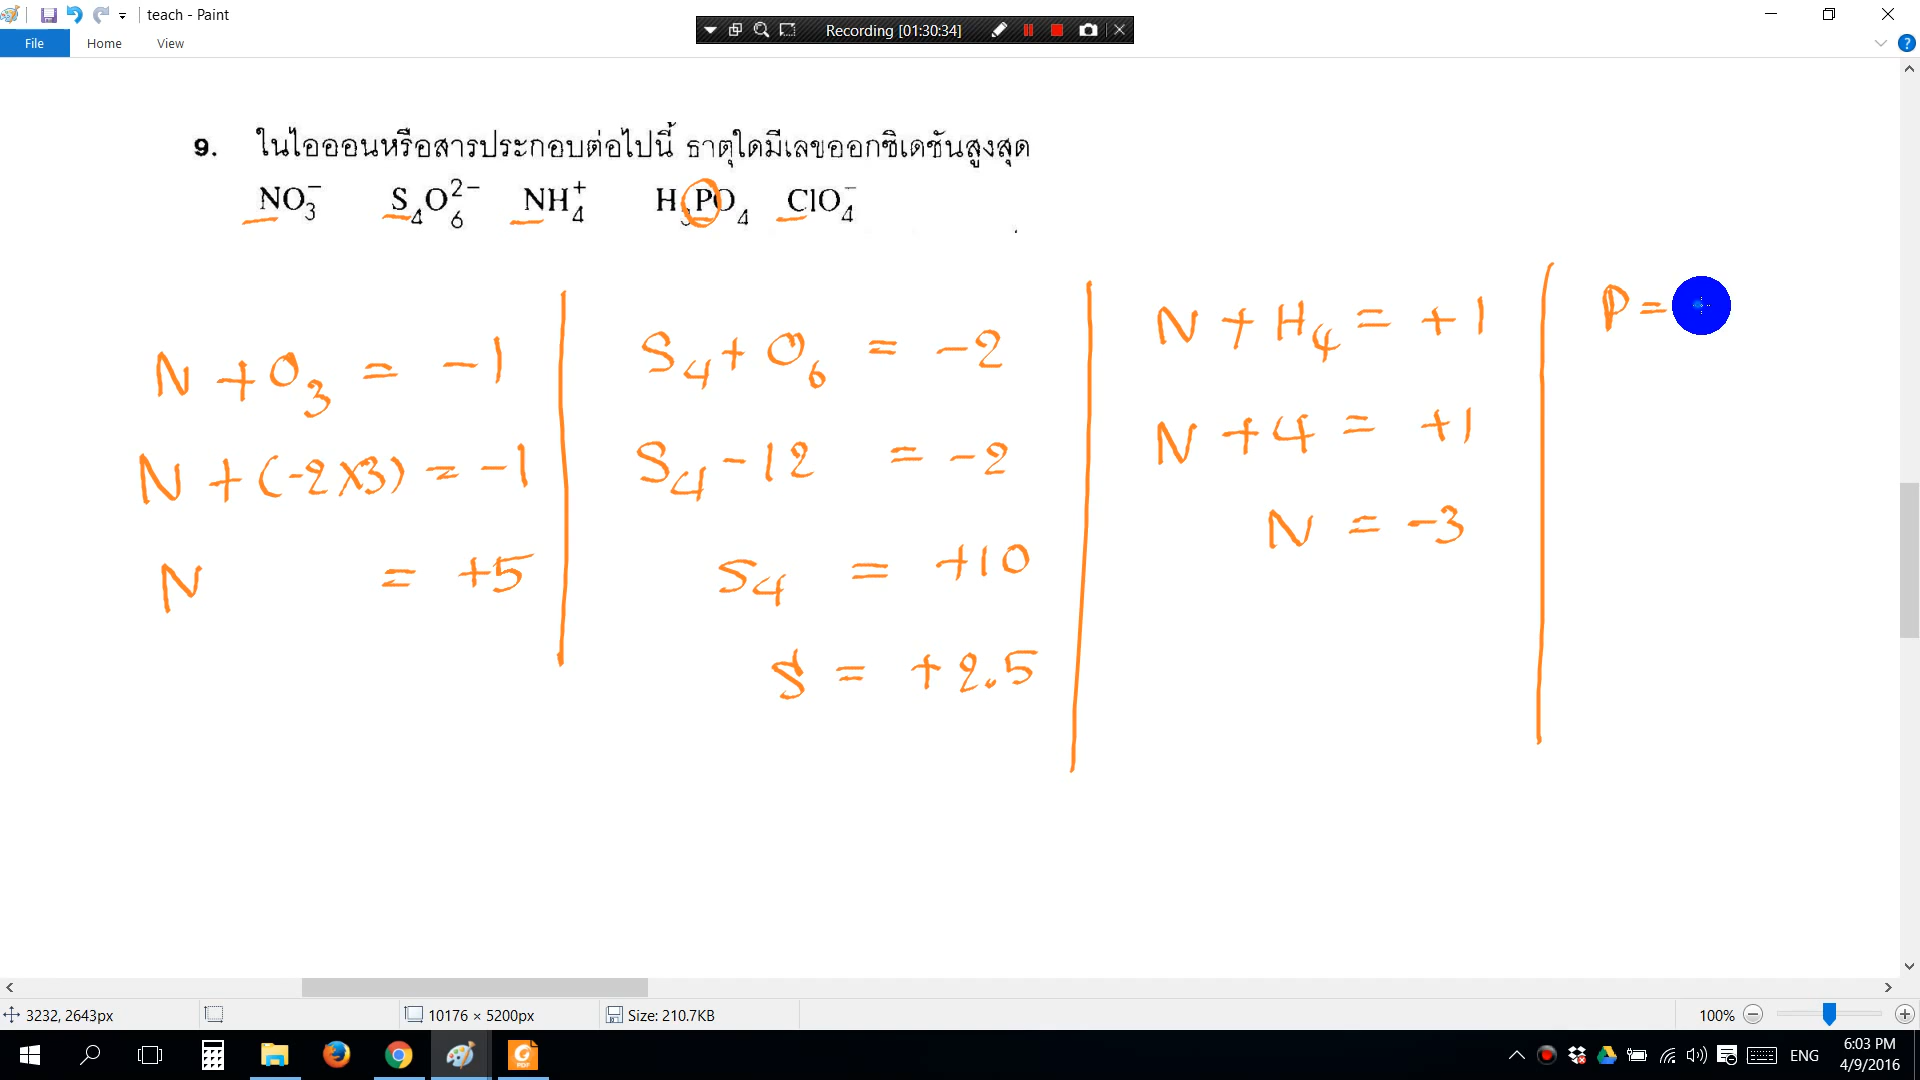 teach - Paint
Recording [01:30:34]
File Home View
9. ในไอออนหรือสารประกอบต่อไปนี้ ธาตุใดมีเลขออกซิเดชันสูงสุด
NO₃⁻ S₄O₆²⁻ NH₄⁺ H₃PO₄ ClO₄⁻
N + O₃ = -1
N + (-2×3) = -1
N = +5
S₄ + O₆ = -2
S₄ - 12 = -2
S₄ = +10
S = +2.5
N + H₄ = +1
N + 4 = +1
N = -3
P =
3232, 2643px 10176 × 5200px Size: 210.7KB 100%
ENG
6:03 PM
4/9/2016